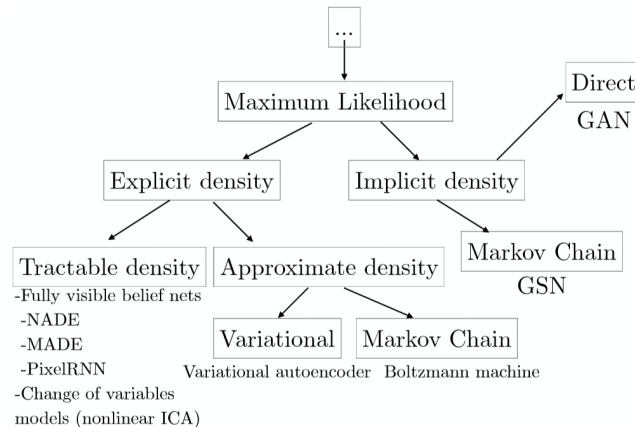 ...
Maximum Likelihood
Direct
GAN
Explicit density
Implicit density
Tractable density
-Fully visible belief nets
-NADE
-MADE
-PixelRNN
-Change of variables
models (nonlinear ICA)
Approximate density
Variational
Variational autoencoder
Markov Chain
Boltzmann machine
Markov Chain
GSN